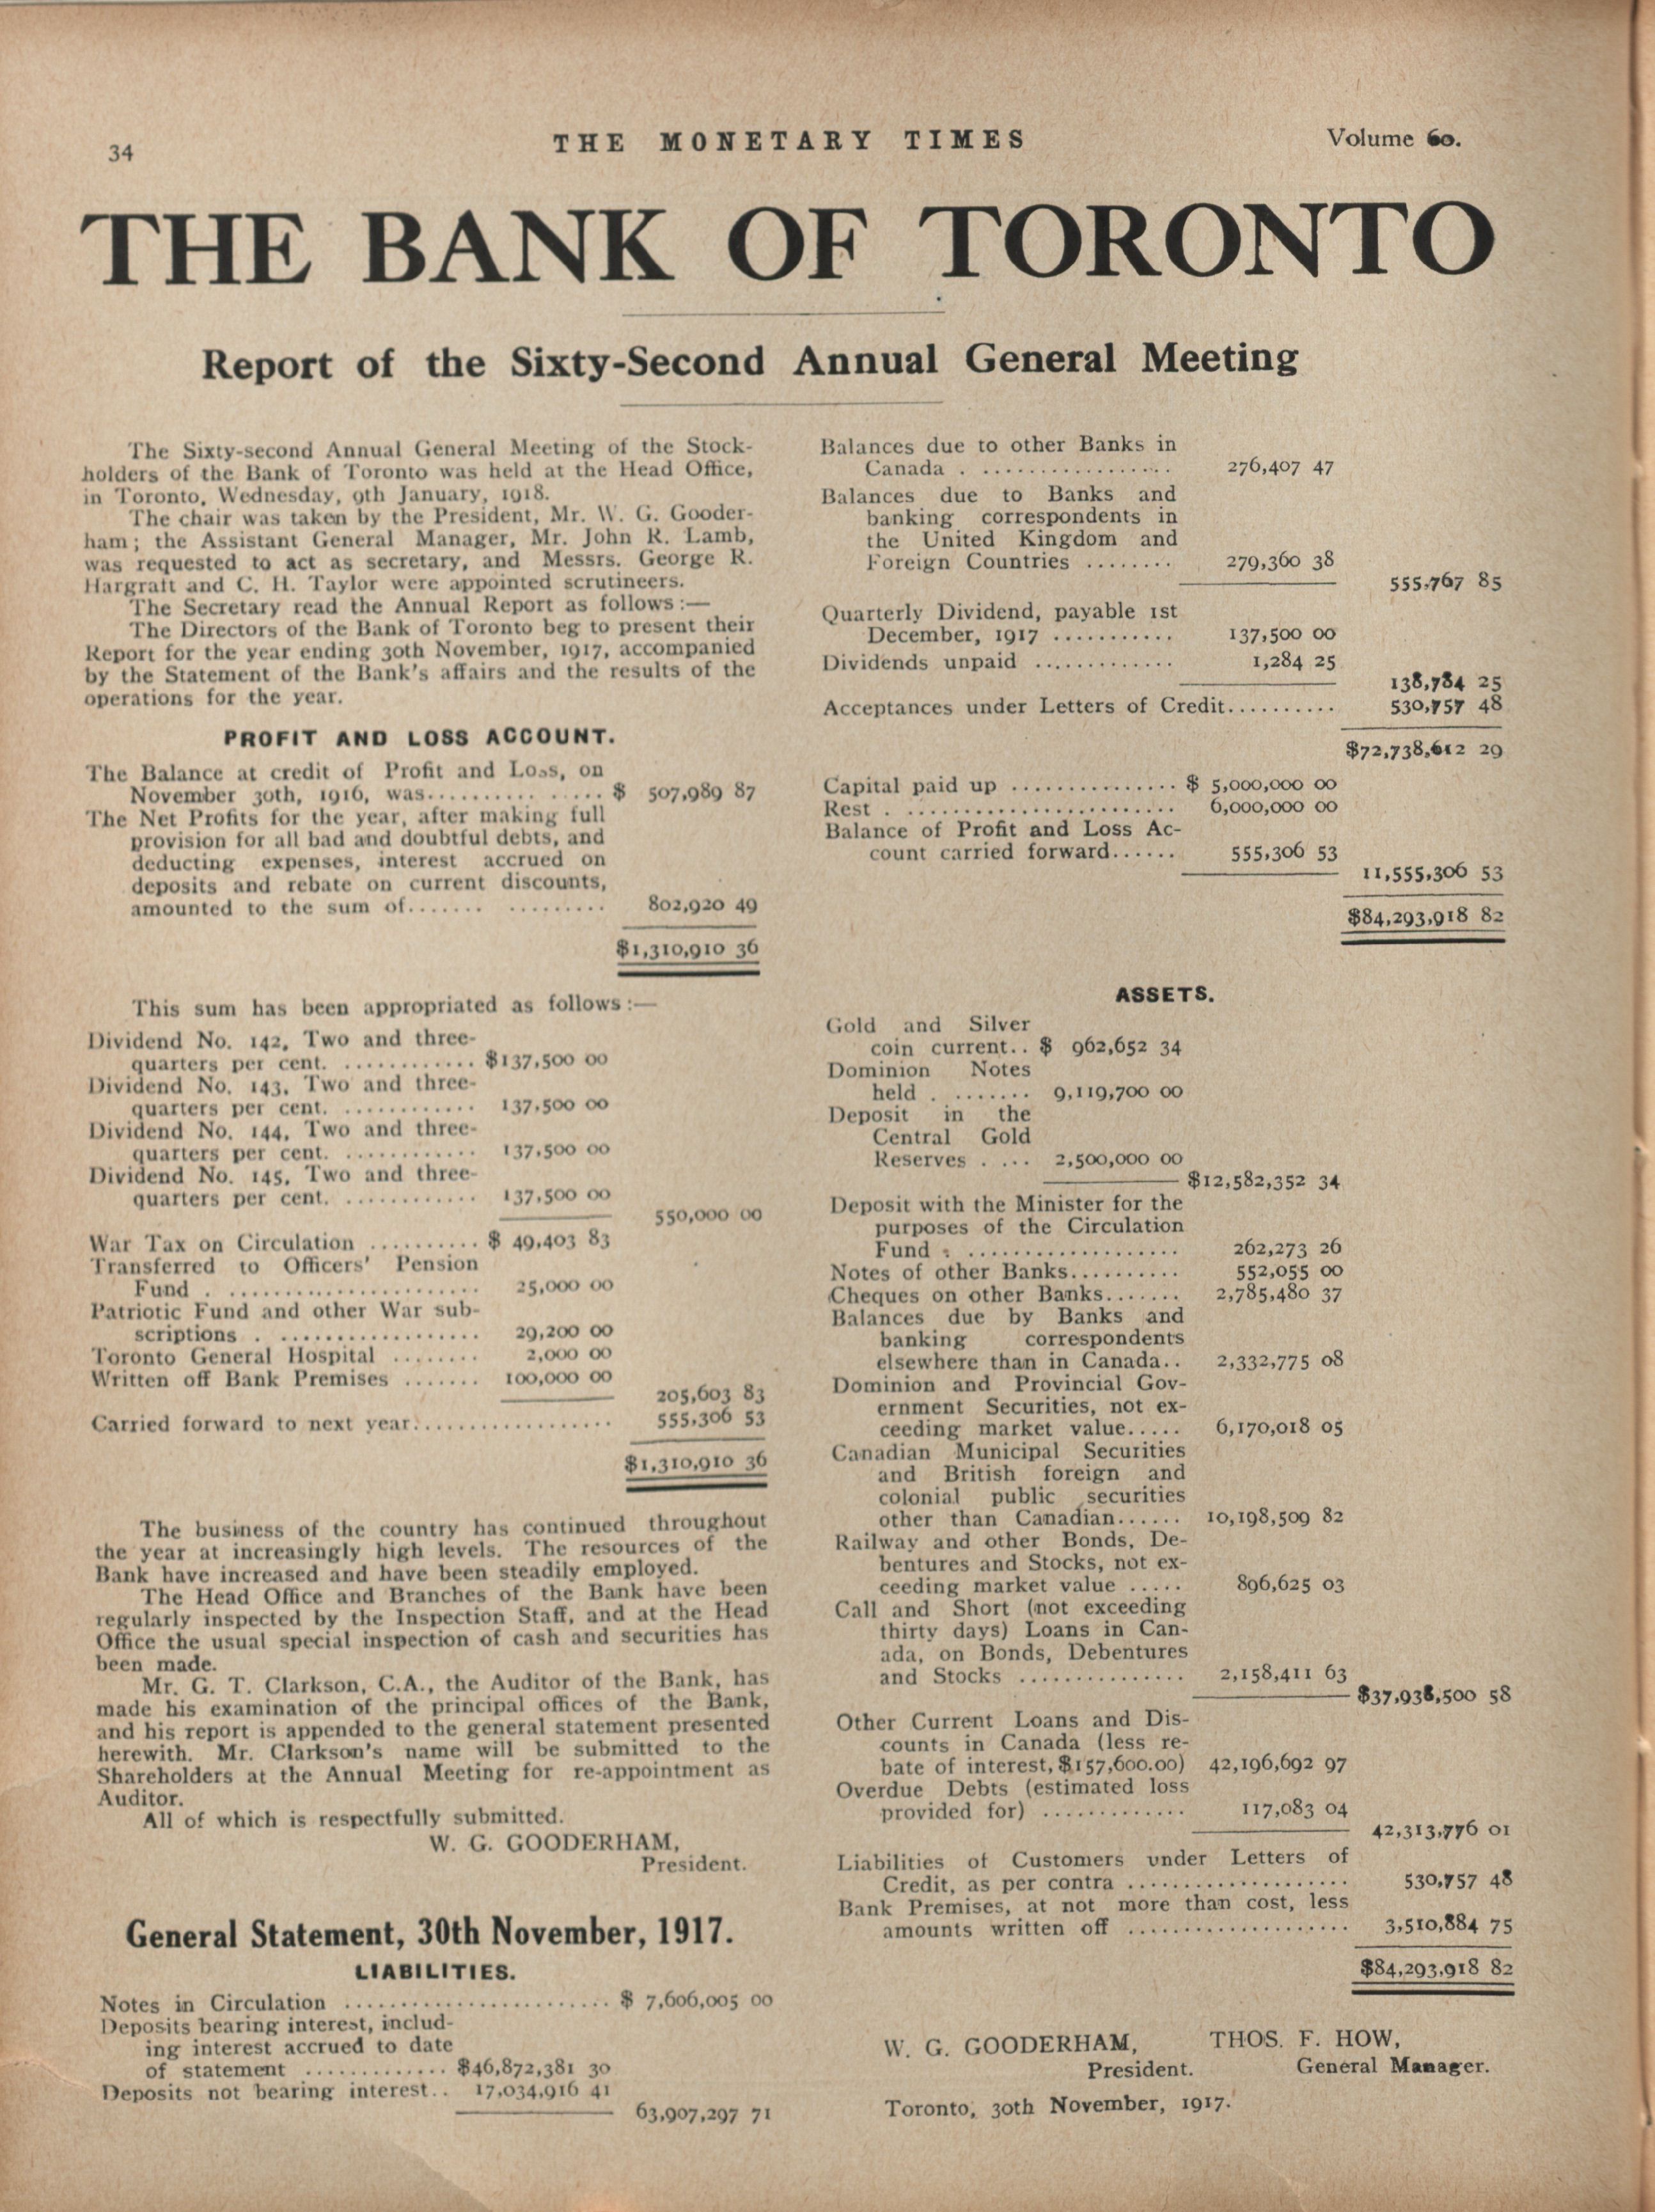 34
THE MONETARY TIMES
Volume 60.
THE BANK OF TORONTO
Report of the Sixty-Second Annual General Meeting
The Sixty-second Annual General Meeting of the Stock-
holders of the Bank of Toronto was held at the Head Office,
in Toronto, Wednesday, 9th January, 1918.
The chair was taken by the President, Mr. W. G. Gooder-
ham; the Assistant General Manager, Mr. John R. Lamb,
was requested to act as secretary, and Messrs. George R.
Hargraft and C. H. Taylor were appointed scrutineers.
The Secretary read the Annual Report as follows:—
The Directors of the Bank of Toronto beg to present their
Report for the year ending 30th November, 1917, accompanied
by the Statement of the Bank's affairs and the results of the
operations for the year.
PROFIT AND LOSS ACCOUNT.
The Balance at credit of Profit and Loss, on
November 30th, 1916, was.......... ..... $ 507,989 87
The Net Profits for the year, after making full
provision for all bad and doubtful debts, and
deducting expenses, interest accrued on
deposits and rebate on current discounts,
amounted to the sum of....... ......... 802,920 49
$1,310,910 36
This sum has been appropriated as follows:—
Dividend No. 142, Two and three-
quarters per cent. ............ $137,500 00
Dividend No. 143, Two and three-
quarters per cent. ............ 137,500 00
Dividend No. 144, Two and three-
quarters per cent. ............ 137,500 00
Dividend No. 145, Two and three-
quarters per cent. ............ 137,500 00
550,000 00
War Tax on Circulation .......... $ 49,403 83
Transferred to Officers' Pension
Fund . ...................... 25,000 00
Patriotic Fund and other War sub-
scriptions . .................. 29,200 00
Toronto General Hospital ........ 2,000 00
Written off Bank Premises ....... 100,000 00
205,603 83
Carried forward to next year.................. 555,306 53
$1,310,910 36
The business of the country has continued throughout
the year at increasingly high levels. The resources of the
Bank have increased and have been steadily employed.
The Head Office and Branches of the Bank have been
regularly inspected by the Inspection Staff, and at the Head
Office the usual special inspection of cash and securities has
been made.
Mr. G. T. Clarkson, C.A., the Auditor of the Bank, has
made his examination of the principal offices of the Bank,
and his report is appended to the general statement presented
herewith. Mr. Clarkson's name will be submitted to the
Shareholders at the Annual Meeting for re-appointment as
Auditor.
All of which is respectfully submitted.
W. G. GOODERHAM,
President.
General Statement, 30th November, 1917.
LIABILITIES.
Notes in Circulation ........................ $ 7,606,005 00
Deposits bearing interest, includ-
ing interest accrued to date
of statement ............. $46,872,381 30
Deposits not bearing interest.. 17,034,916 41
63,907,297 71
Balances due to other Banks in
Canada . ................. 276,407 47
Balances due to Banks and
banking correspondents in
the United Kingdom and
Foreign Countries ........ 279,360 38
555,767 85
Quarterly Dividend, payable 1st
December, 1917 ........... 137,500 00
Dividends unpaid ............. 1,284 25
138,784 25
Acceptances under Letters of Credit.......... 530,757 48
$72,738,612 29
Capital paid up ............... $ 5,000,000 00
Rest . ........................ 6,000,000 00
Balance of Profit and Loss Ac-
count carried forward...... 555,306 53
11,555,306 53
$84,293,918 82
ASSETS.
Gold and Silver
coin current.. $ 962,652 34
Dominion Notes
held . ....... 9,119,700 00
Deposit in the
Central Gold
Reserves . ... 2,500,000 00
$12,582,352 34
Deposit with the Minister for the
purposes of the Circulation
Fund . ................... 262,273 26
Notes of other Banks.......... 552,055 00
Cheques on other Banks....... 2,785,480 37
Balances due by Banks and
banking correspondents
elsewhere than in Canada.. 2,332,775 08
Dominion and Provincial Gov-
ernment Securities, not ex-
ceeding market value..... 6,170,018 05
Canadian Municipal Securities
and British foreign and
colonial public securities
other than Canadian...... 10,198,509 82
Railway and other Bonds, De-
bentures and Stocks, not ex-
ceeding market value ..... 896,625 03
Call and Short (not exceeding
thirty days) Loans in Can-
ada, on Bonds, Debentures
and Stocks ............... 2,158,411 63
$37,938,500 58
Other Current Loans and Dis-
counts in Canada (less re-
bate of interest, $157,600.00) 42,196,692 97
Overdue Debts (estimated loss
provided for) ............. 117,083 04
42,313,776 01
Liabilities of Customers under Letters of
Credit, as per contra .................... 530,757 48
Bank Premises, at not more than cost, less
amounts written off .................... 3,510,884 75
$84,293,918 82
W. G. GOODERHAM,
President.
THOS. F. HOW,
General Manager.
Toronto, 30th November, 1917.